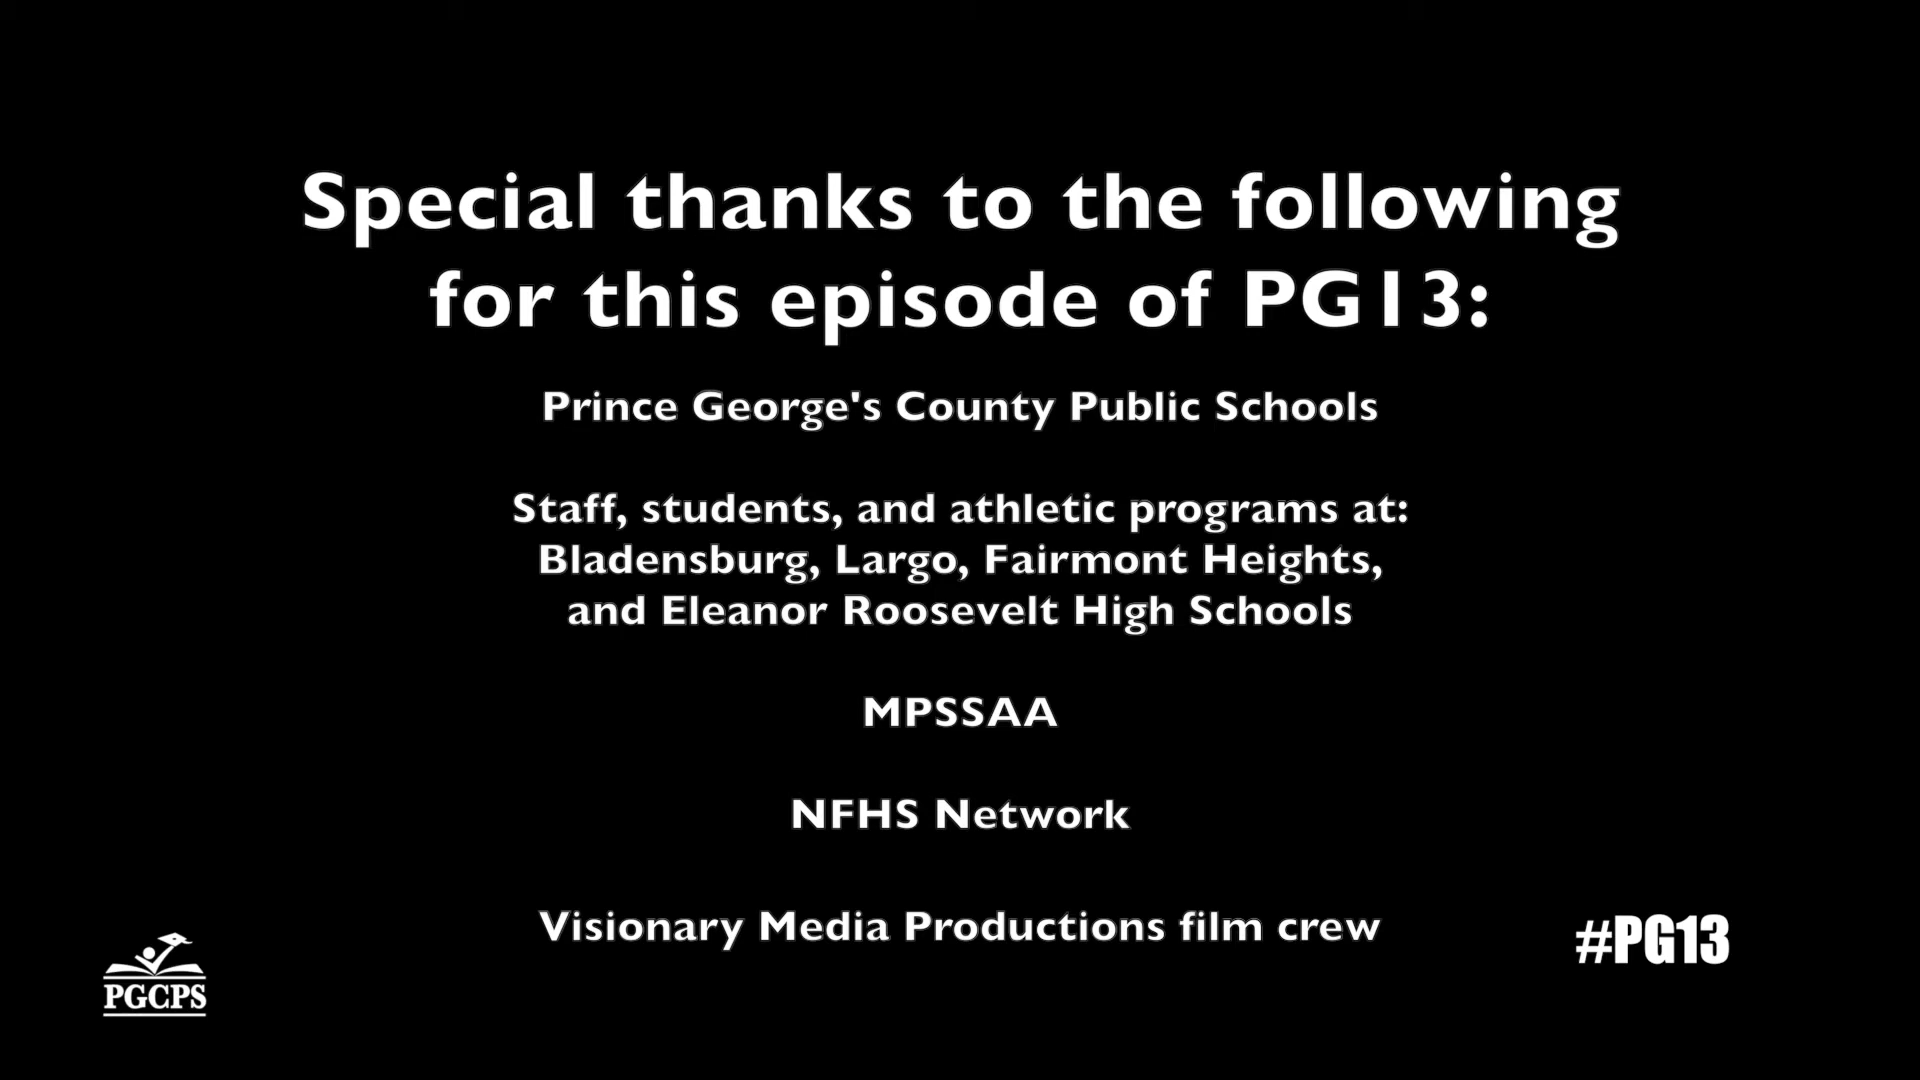 Special thanks to the following
for this episode of PG13:
Prince George's County Public Schools
Staff, students, and athletic programs at:
Bladensburg, Largo, Fairmont Heights,
and Eleanor Roosevelt High Schools
MPSSAA
NFHS Network
Visionary Media Productions film crew
#PG13
PGCPS